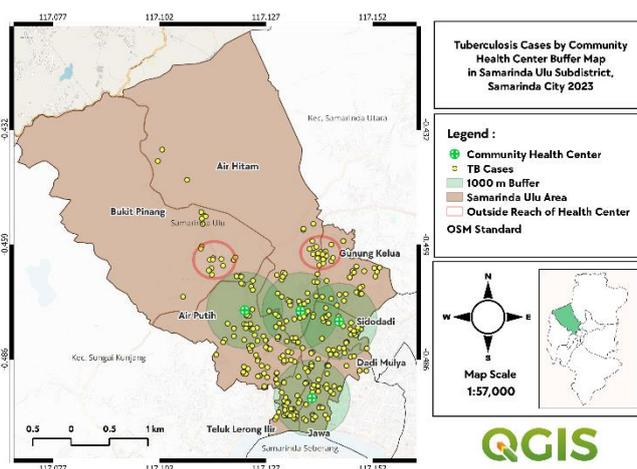 117.077 117.102 117.127 117.152
Tuberculosis Cases by Community
Health Center Buffer Map
in Samarinda Ulu Subdistrict,
Samarinda City 2023
Legend :
Community Health Center
TB Cases
1000 m Buffer
Samarinda Ulu Area
Outside Reach of Health Center
OSM Standard
N
W E
S
Map Scale
1:57,000
QGIS
-0.432 -0.432
Kec. Samarinda Utara
Air Hitam
Bukit Pinang
Samarinda Ulu
-0.459 -0.459
Gunung Kelua
Air Putih
Sidodadi
Kec. Sungai Kunjang
-0.486 -0.486
Dadi Mulya
Teluk Lerong Ilir
Jawa
Samarinda Seberang
0.5 0 0.5 1 km
117.077 117.102 117.127 117.152